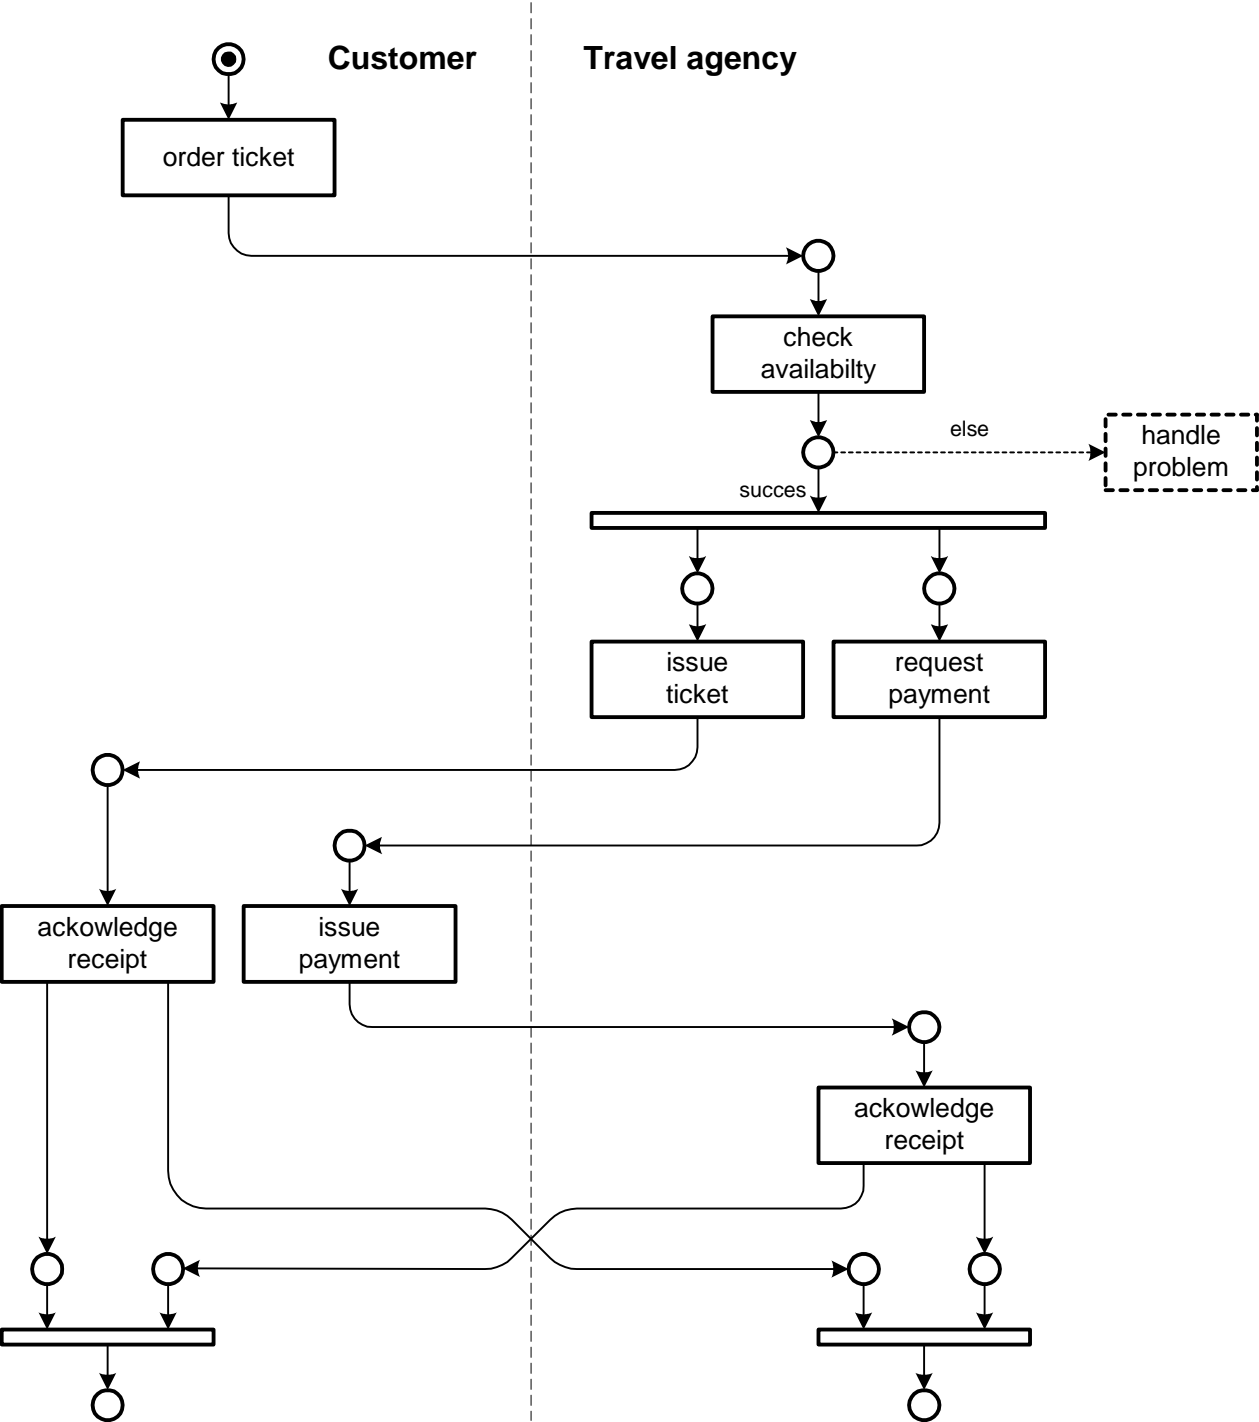 Customer
Travel agency
order ticket
check
availabilty
else
handle
problem
succes
issue
ticket
request
payment
ackowledge
receipt
issue
payment
ackowledge
receipt